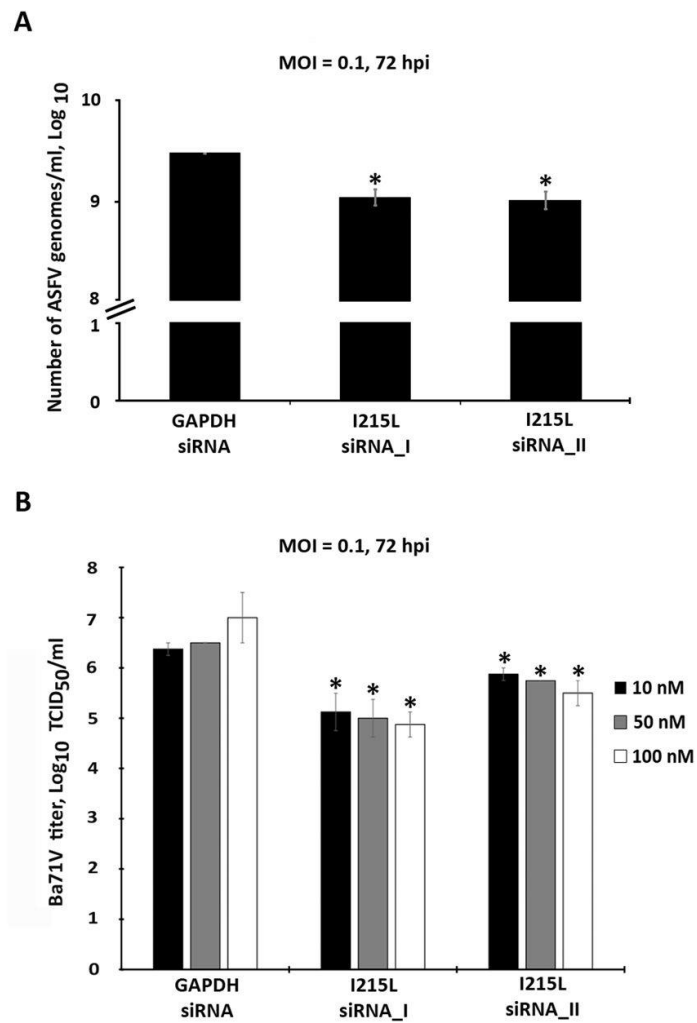 A
MOI = 0.1, 72 hpi
Number of ASFV genomes/ml, Log 10
10
9
8
1
0
*
*
GAPDH
siRNA
I215L
siRNA_I
I215L
siRNA_II
B
MOI = 0.1, 72 hpi
Ba71V titer, Log10 TCID50/ml
8
7
6
5
4
3
2
1
0
* * *
* * *
10 nM
50 nM
100 nM
GAPDH
siRNA
I215L
siRNA_I
I215L
siRNA_II